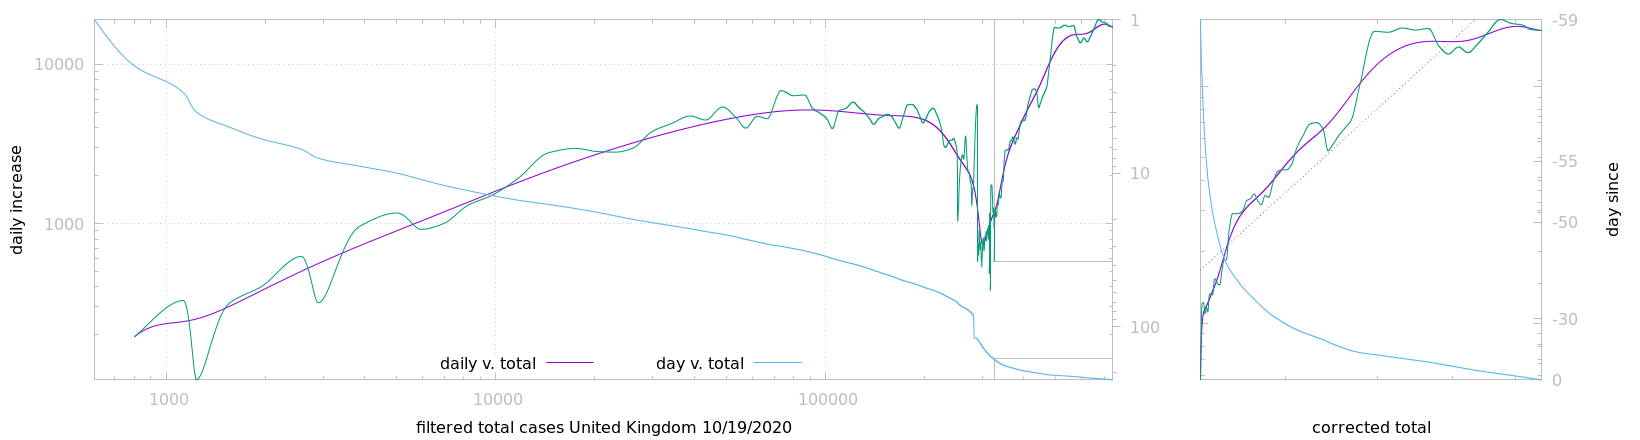 daily increase
10000
1000
1000
10000
100000
1
10
100
daily v. total
day v. total
filtered total cases United Kingdom 10/19/2020
-59
-55
-50
-30
0
day since
corrected total